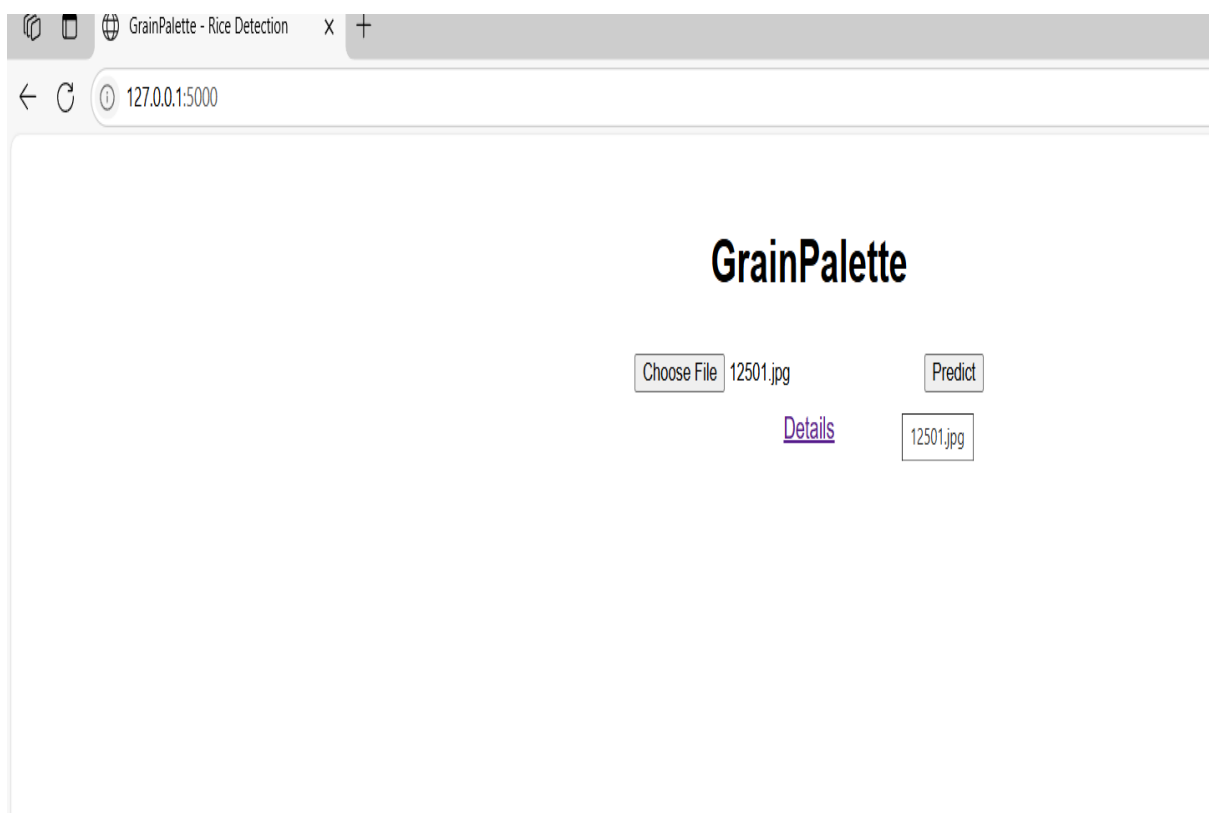 GrainPalette - Rice Detection
127.0.0.1:5000
GrainPalette
Choose File 12501.jpg Predict
Details 12501.jpg